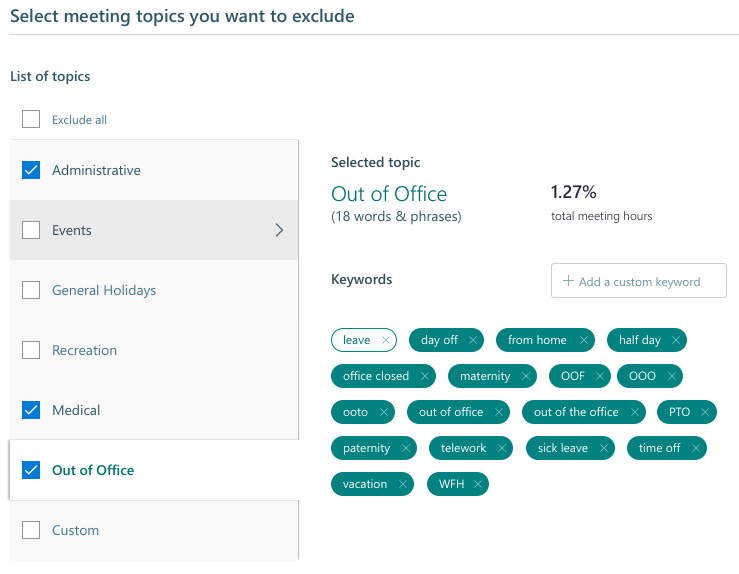 Select meeting topics you want to exclude
List of topics
Exclude all
Administrative
Events
General Holidays
Recreation
Medical
Out of Office
Custom
Selected topic
Out of Office
(18 words & phrases)
1.27%
total meeting hours
Keywords
+ Add a custom keyword
leave × day off × from home × half day ×
office closed × maternity × OOF × OOO ×
ooto × out of office × out of the office × PTO ×
paternity × telework × sick leave × time off ×
vacation × WFH ×